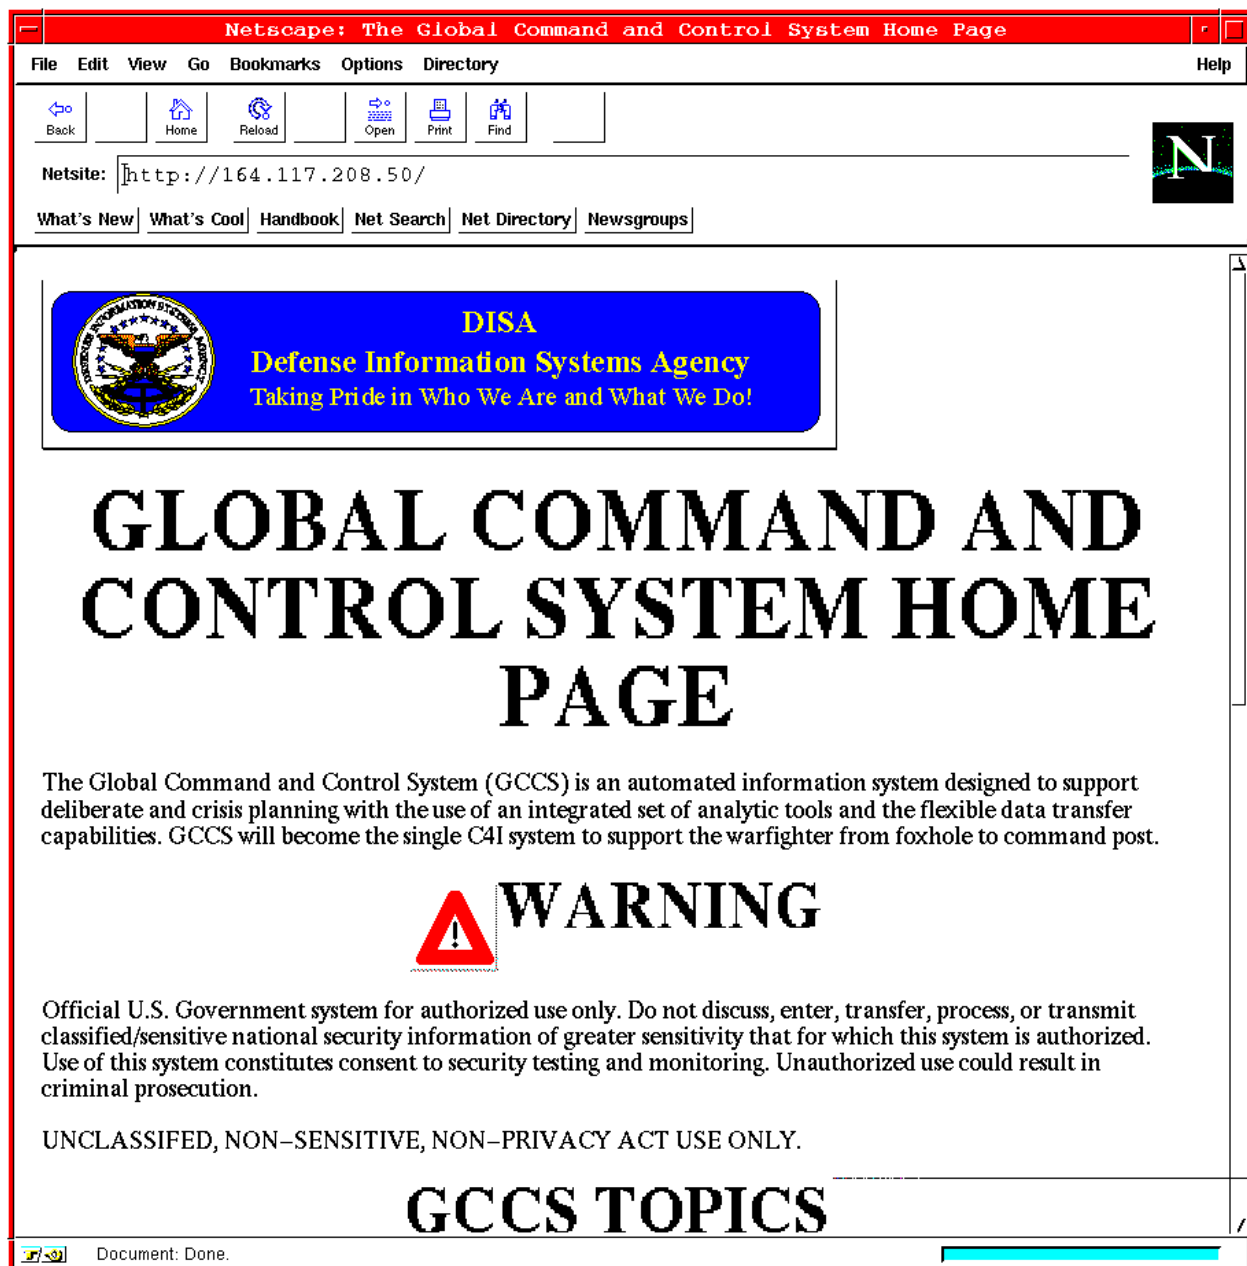 Netscape: The Global Command and Control System Home Page
File Edit View Go Bookmarks Options Directory Help
Back Home Reload Open Print Find
N
Netsite: http://164.117.208.50/
What's New What's Cool Handbook Net Search Net Directory Newsgroups
DEFENSE INFORMATION SYSTEMS AGENCY
DISA
Defense Information Systems Agency
Taking Pride in Who We Are and What We Do!
GLOBAL COMMAND AND
CONTROL SYSTEM HOME
PAGE
The Global Command and Control System (GCCS) is an automated information system designed to support
deliberate and crisis planning with the use of an integrated set of analytic tools and the flexible data transfer
capabilities. GCCS will become the single C4I system to support the warfighter from foxhole to command post.
! WARNING
Official U.S. Government system for authorized use only. Do not discuss, enter, transfer, process, or transmit
classified/sensitive national security information of greater sensitivity that for which this system is authorized.
Use of this system constitutes consent to security testing and monitoring. Unauthorized use could result in
criminal prosecution.
UNCLASSIFED, NON-SENSITIVE, NON-PRIVACY ACT USE ONLY.
GCCS TOPICS
Document: Done.